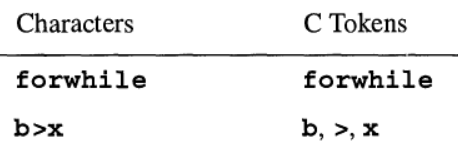 Characters C Tokens
forwhile forwhile
b>x b, >, x